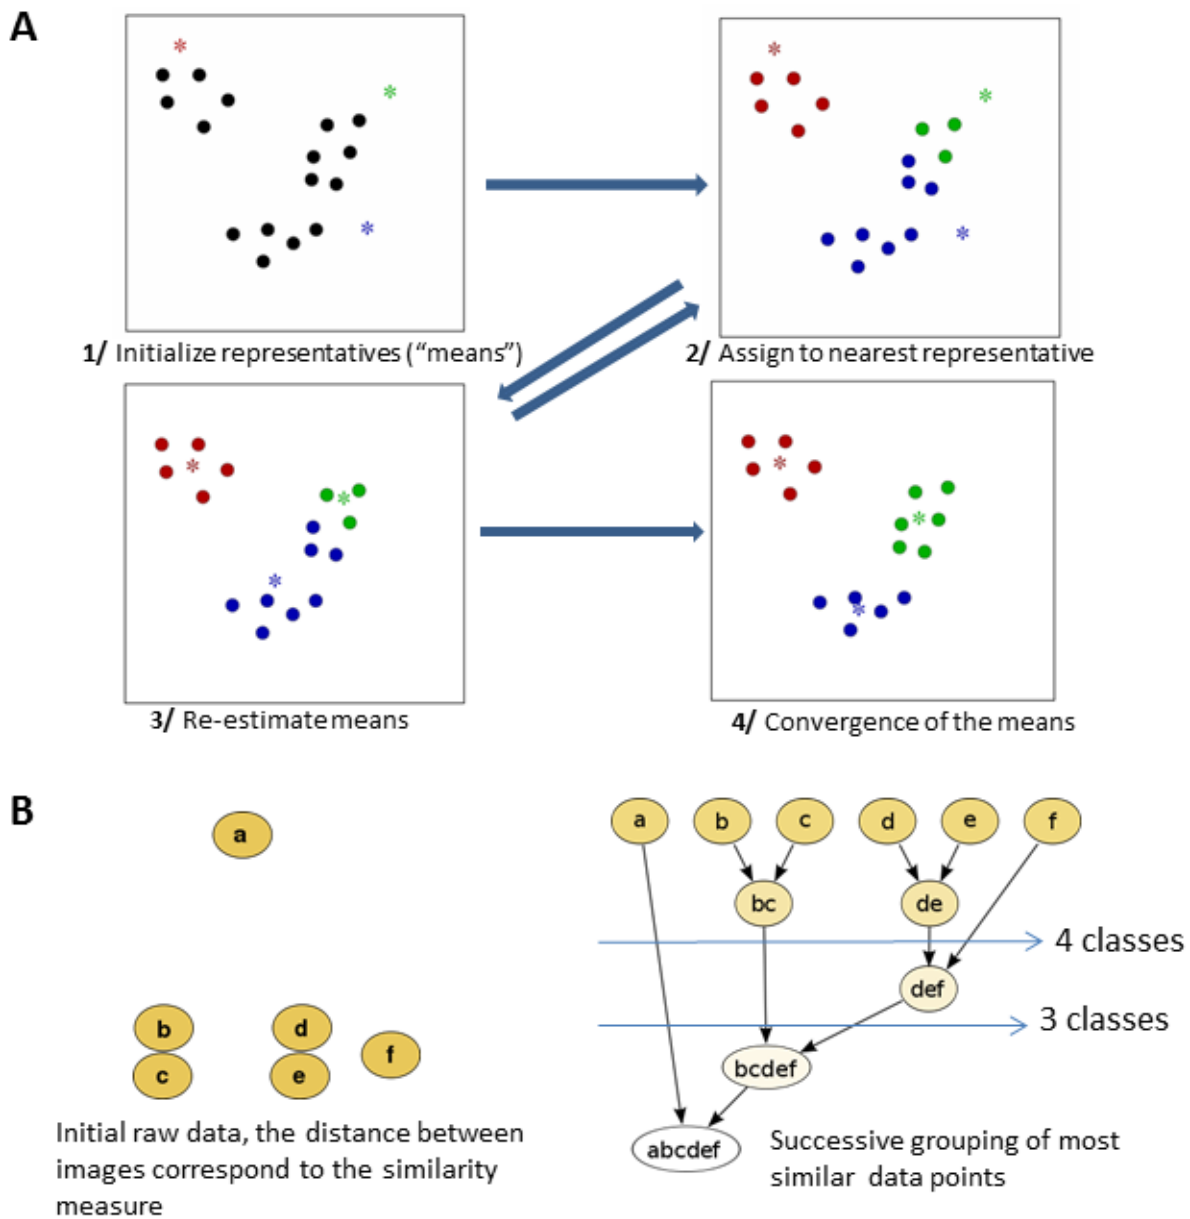 A
1/ Initialize representatives (“means”)
2/ Assign to nearest representative
3/ Re-estimate means
4/ Convergence of the means
B
a
b
d
f
c
e
Initial raw data, the distance between
images correspond to the similarity
measure
a b c d e f
bc de
4 classes
def
3 classes
bcdef
abcdef
Successive grouping of most
similar data points